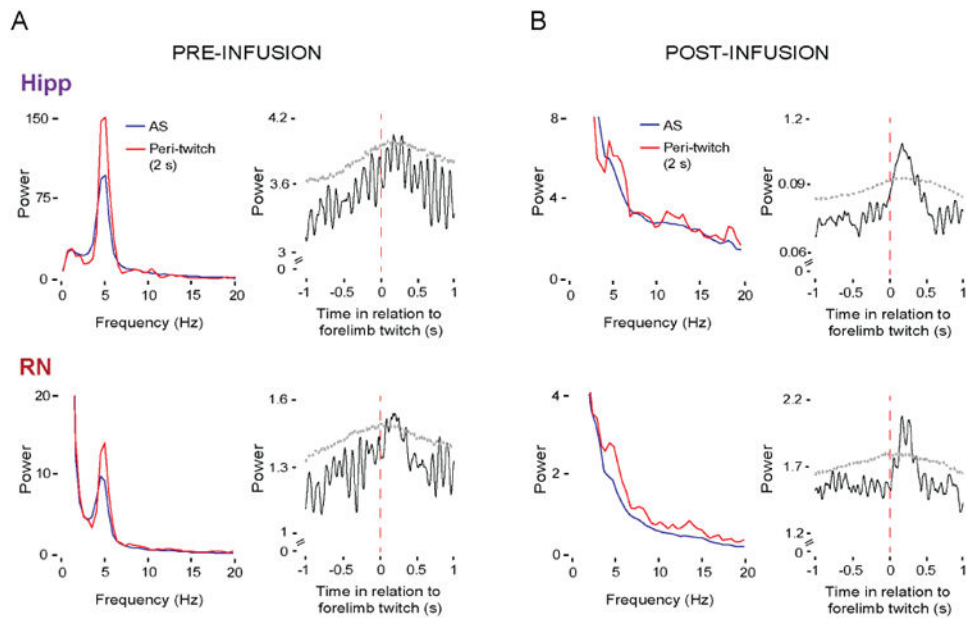 A
B
PRE-INFUSION
POST-INFUSION
Hipp
150
75
0
Power
AS
Peri-twitch
(2 s)
0 5 10 15 20
Frequency (Hz)
4.2
3.6
3
0
Power
-1 -0.5 0 0.5 1
Time in relation to
forelimb twitch (s)
8
4
0
Power
AS
Peri-twitch
(2 s)
0 5 10 15 20
Frequency (Hz)
1.2
0.09
0.06
0
Power
-1 -0.5 0 0.5 1
Time in relation to
forelimb twitch (s)
RN
20
10
0
Power
0 5 10 15 20
Frequency (Hz)
1.6
1.3
1
0
Power
-1 -0.5 0 0.5 1
Time in relation to
forelimb twitch (s)
4
2
0
Power
0 5 10 15 20
Frequency (Hz)
2.2
1.7
1.2
0
Power
-1 -0.5 0 0.5 1
Time in relation to
forelimb twitch (s)